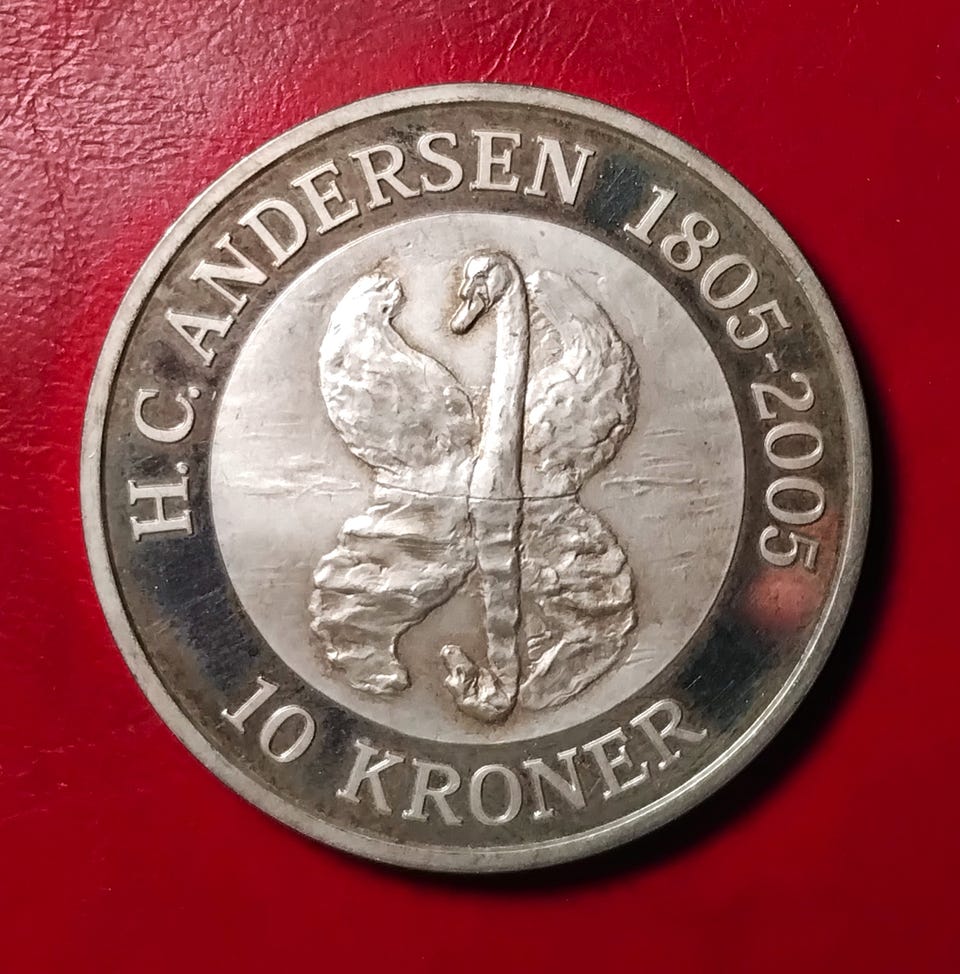 H.C. ANDERSEN 1805-2005
10 KRONER